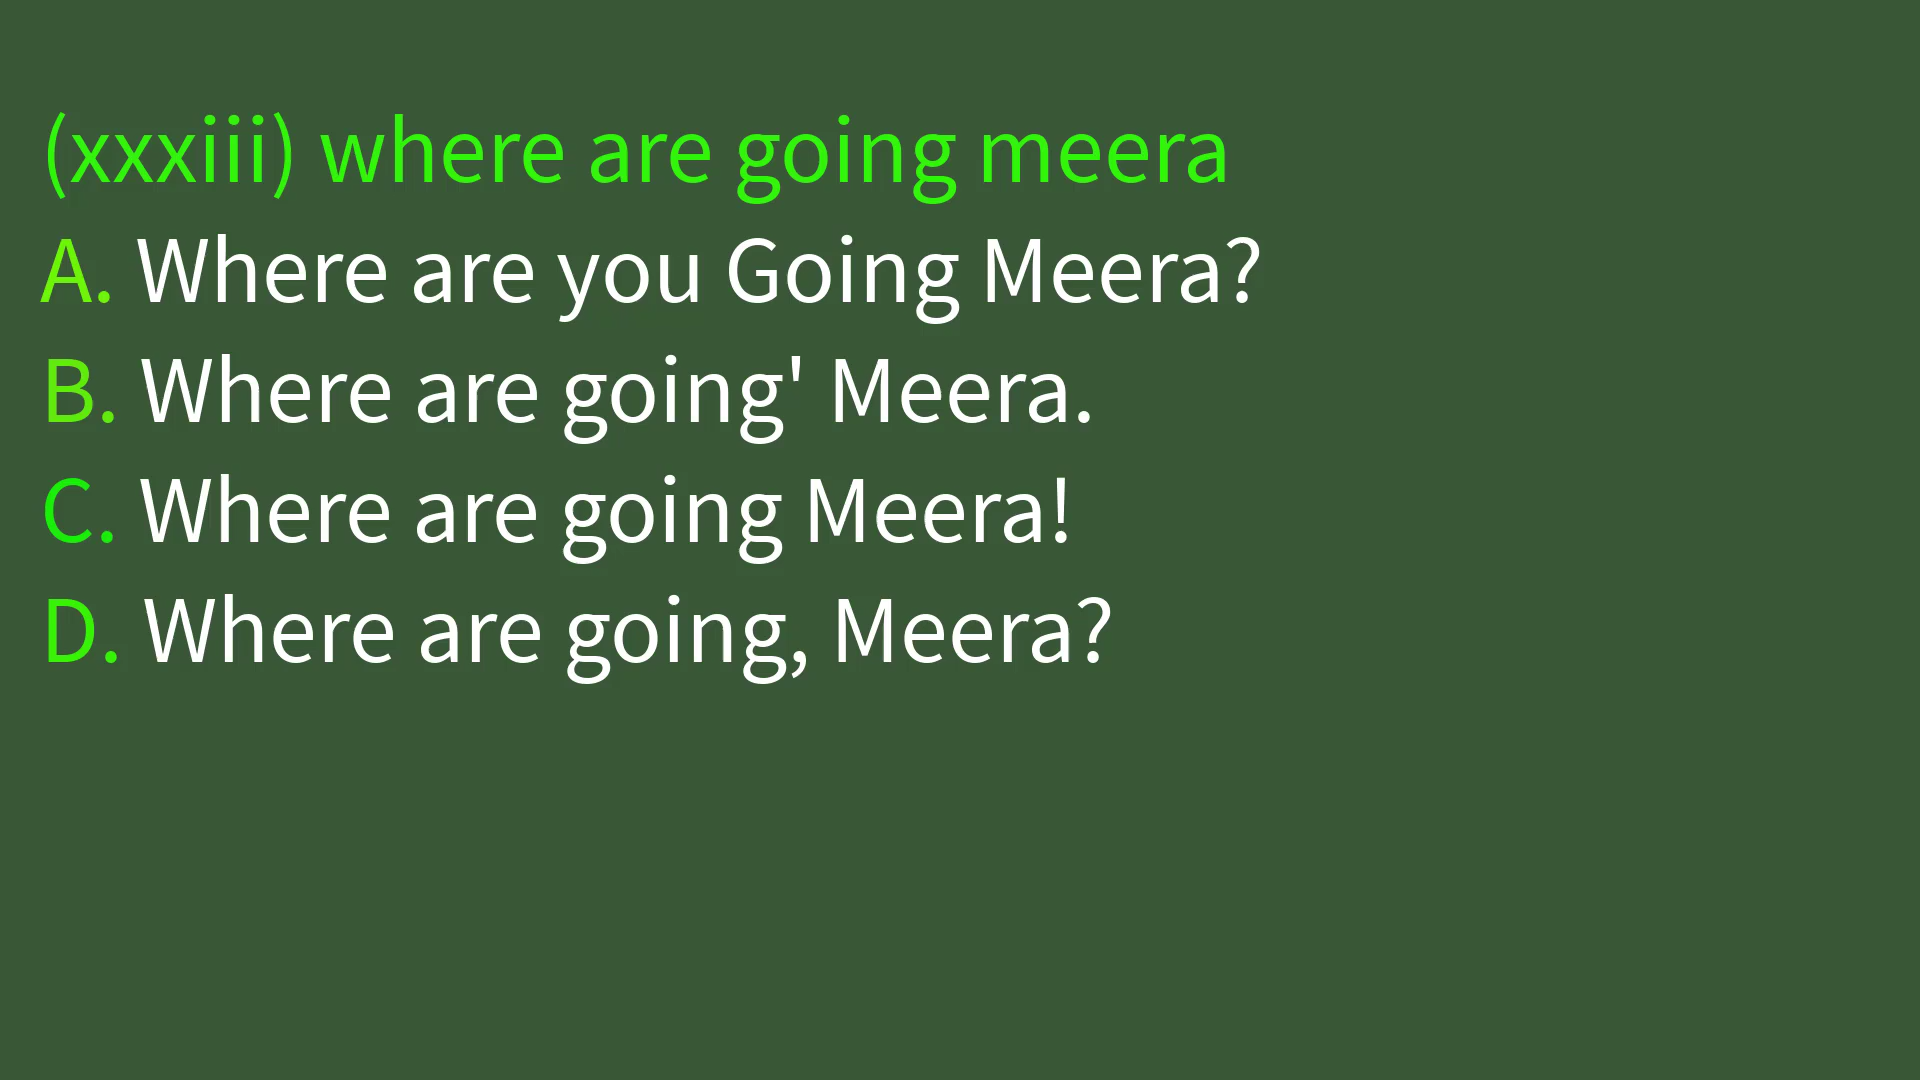 (xxxiii) where are going meera
A. Where are you Going Meera?
B. Where are going' Meera.
C. Where are going Meera!
D. Where are going, Meera?